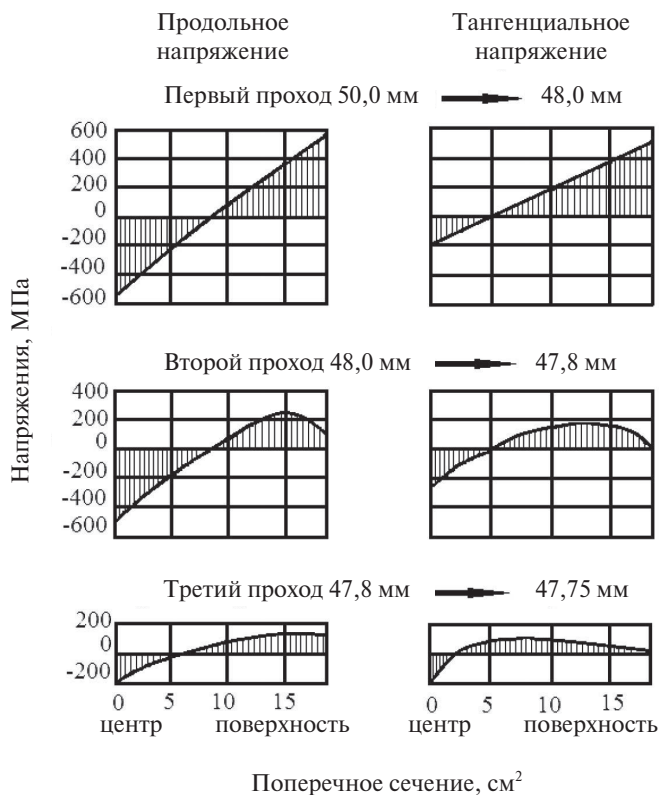 Продольное напряжение
Тангенциальное напряжение
Первый проход 50,0 мм 48,0 мм
600
400
200
0
-200
-400
-600
Второй проход 48,0 мм 47,8 мм
400
200
0
-200
-400
-600
Третий проход 47,8 мм 47,75 мм
200
0
-200
0 5 10 15 0 5 10 15
центр поверхность центр поверхность
Напряжения, МПа
Поперечное сечение, см²